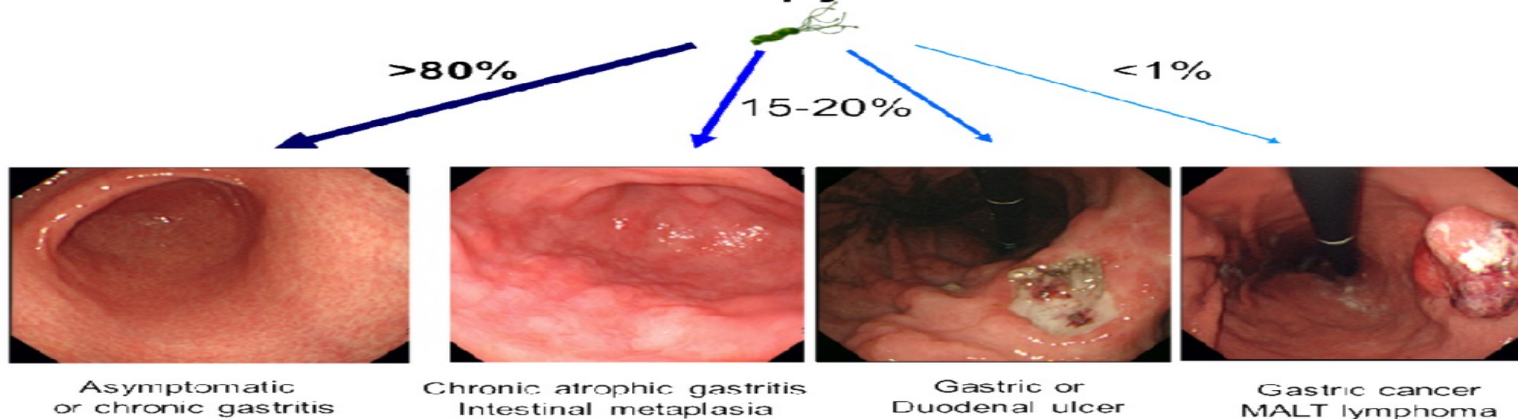 >80%
15-20%
<1%
Asymptomatic
or chronic gastritis
Chronic atrophic gastritis
Intestinal metaplasia
Gastric or
Duodenal ulcer
Gastric cancer
MALT lymphoma